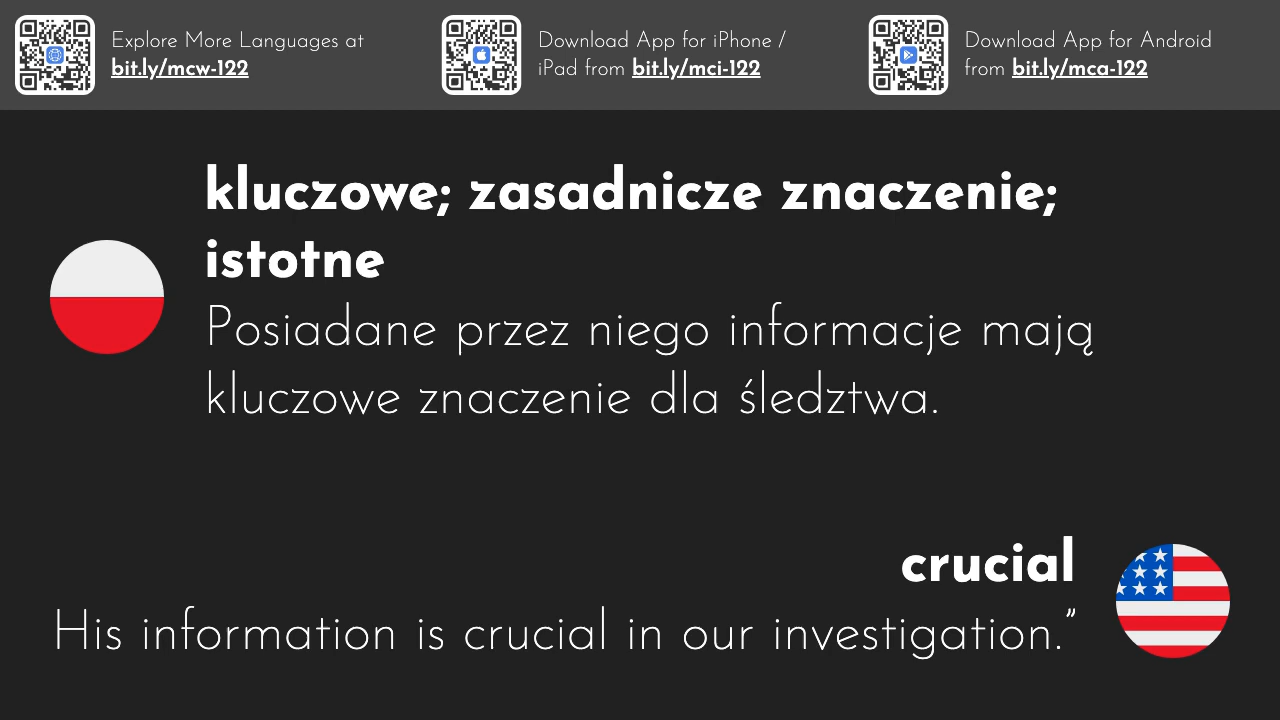 Explore More Languages at
bit.ly/mcw-122
Download App for iPhone /
iPad from bit.ly/mci-122
Download App for Android
from bit.ly/mca-122
kluczowe; zasadnicze znaczenie;
istotne
Posiadane przez niego informacje mają
kluczowe znaczenie dla śledztwa.
crucial
His information is crucial in our investigation.”